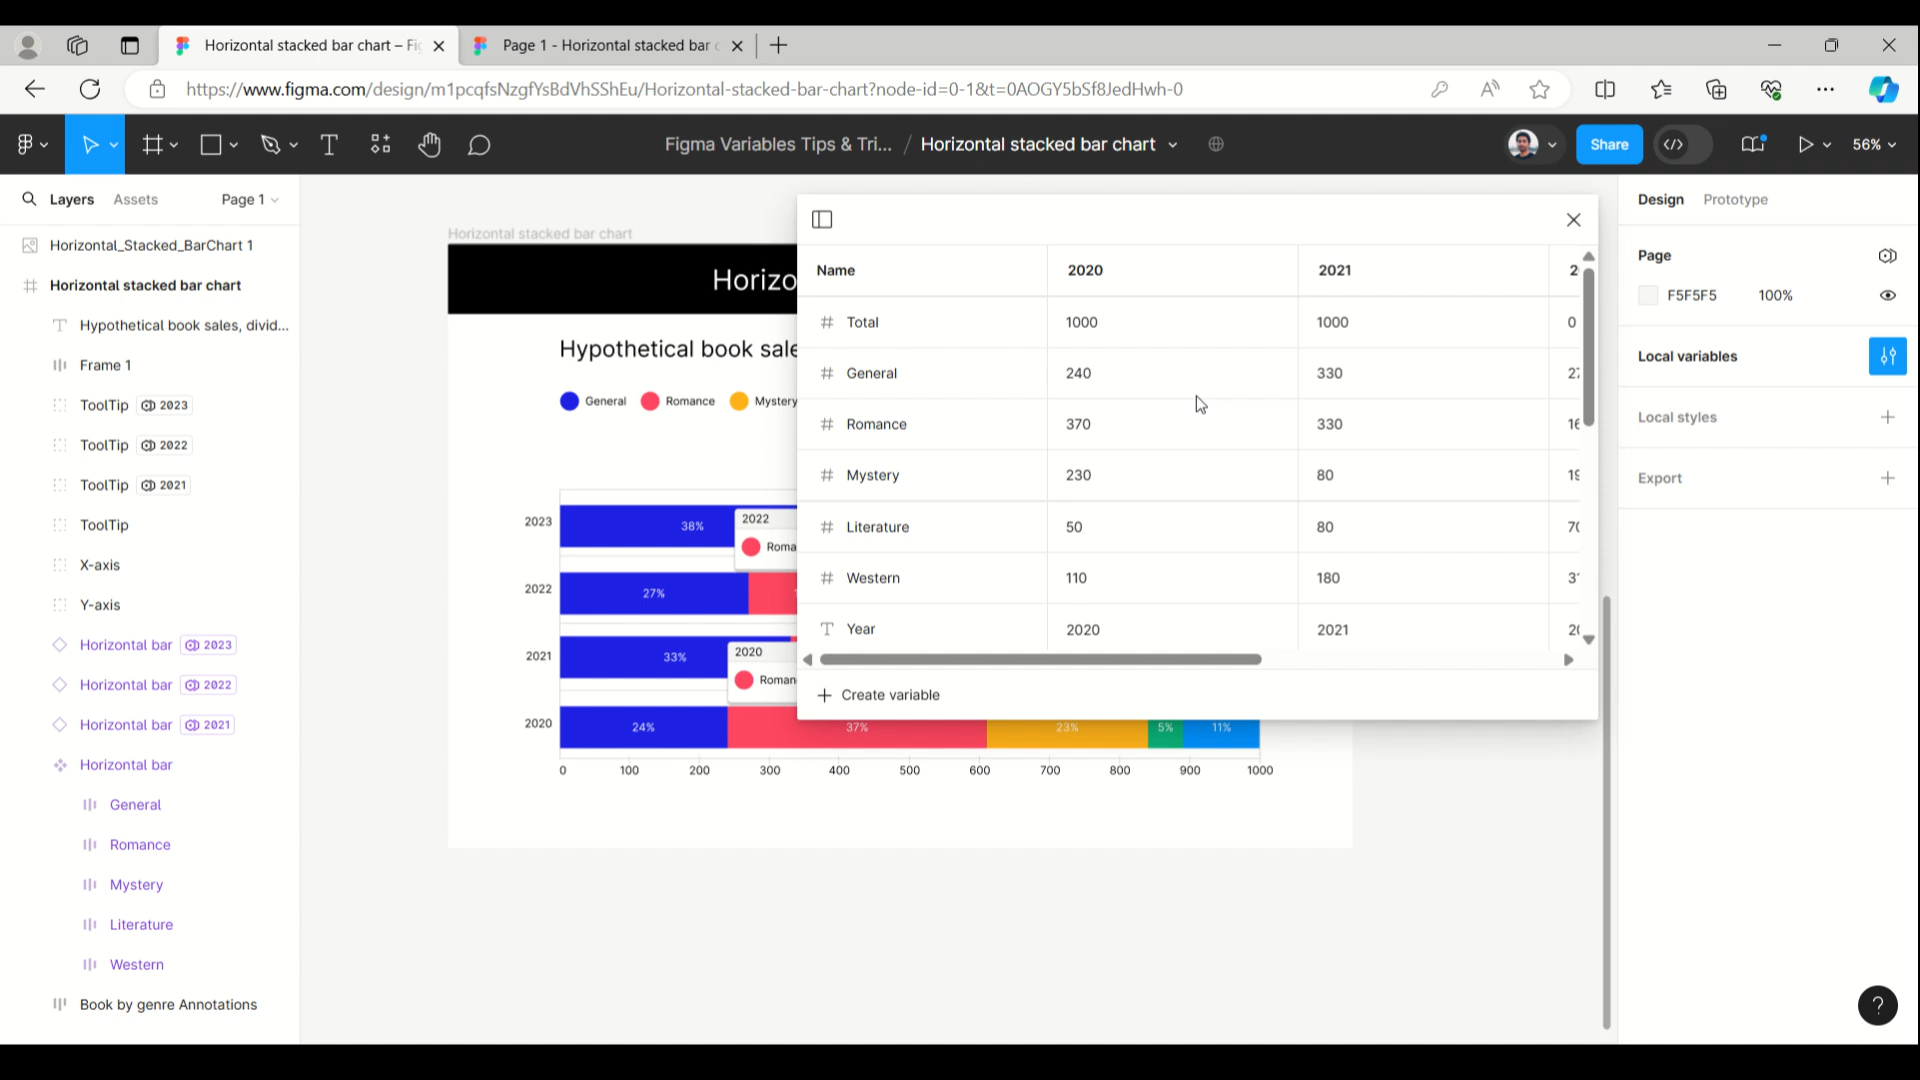 Horizontal stacked bar chart – Fi
Page 1 - Horizontal stacked bar c
https://www.figma.com/design/m1pcqfsNzgfYsBdVhSShEu/Horizontal-stacked-bar-chart?node-id=0-1&t=0AOGY5bSf8JedHwh-0
Figma Variables Tips & Tri... / Horizontal stacked bar chart
Share
56%
Layers Assets Page 1
Horizontal_Stacked_BarChart 1
Horizontal stacked bar chart
Hypothetical book sales, divid...
Frame 1
ToolTip 2023
ToolTip 2022
ToolTip 2021
ToolTip
X-axis
Y-axis
Horizontal bar 2023
Horizontal bar 2022
Horizontal bar 2021
Horizontal bar
General
Romance
Mystery
Literature
Western
Book by genre Annotations
Horizontal stacked bar chart
Horizo
Hypothetical book sale
General Romance Mystery
2023 38%
2022
Roma
2022 27%
2021 33%
2020
Roman
2020 24% 37% 23% 5% 11%
0 100 200 300 400 500 600 700 800 900 1000
Name 2020 2021
Total 1000 1000 0
General 240 330
Romance 370 330
Mystery 230 80
Literature 50 80
Western 110 180
Year 2020 2021
+ Create variable
Design Prototype
Page
F5F5F5 100%
Local variables
Local styles
Export
?